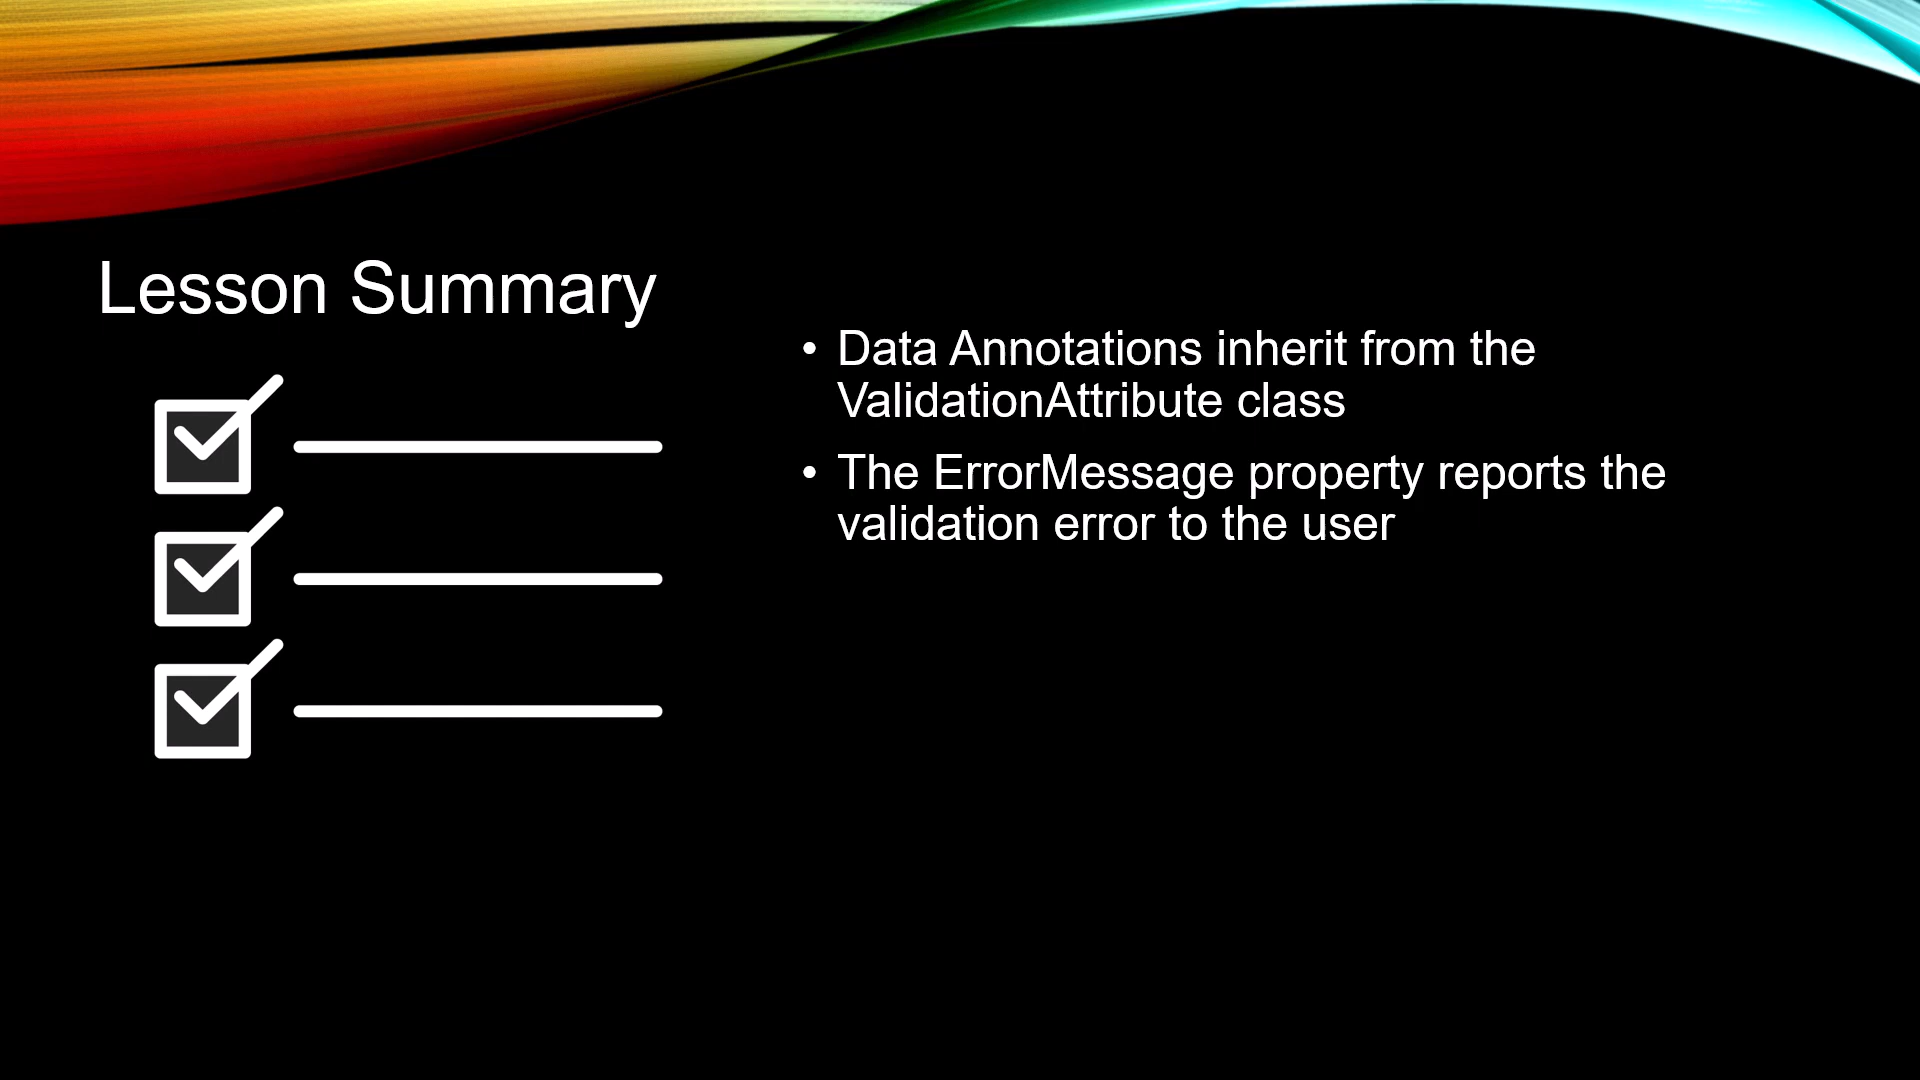 Lesson Summary
• Data Annotations inherit from the
ValidationAttribute class
• The ErrorMessage property reports the
validation error to the user